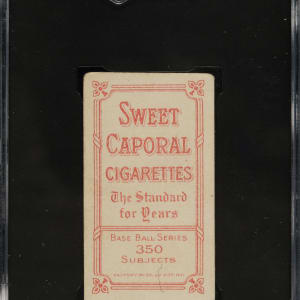 SWEET
CAPORAL
CIGARETTES
The Standard
for Years
BASE BALL SERIES
350
SUBJECTS